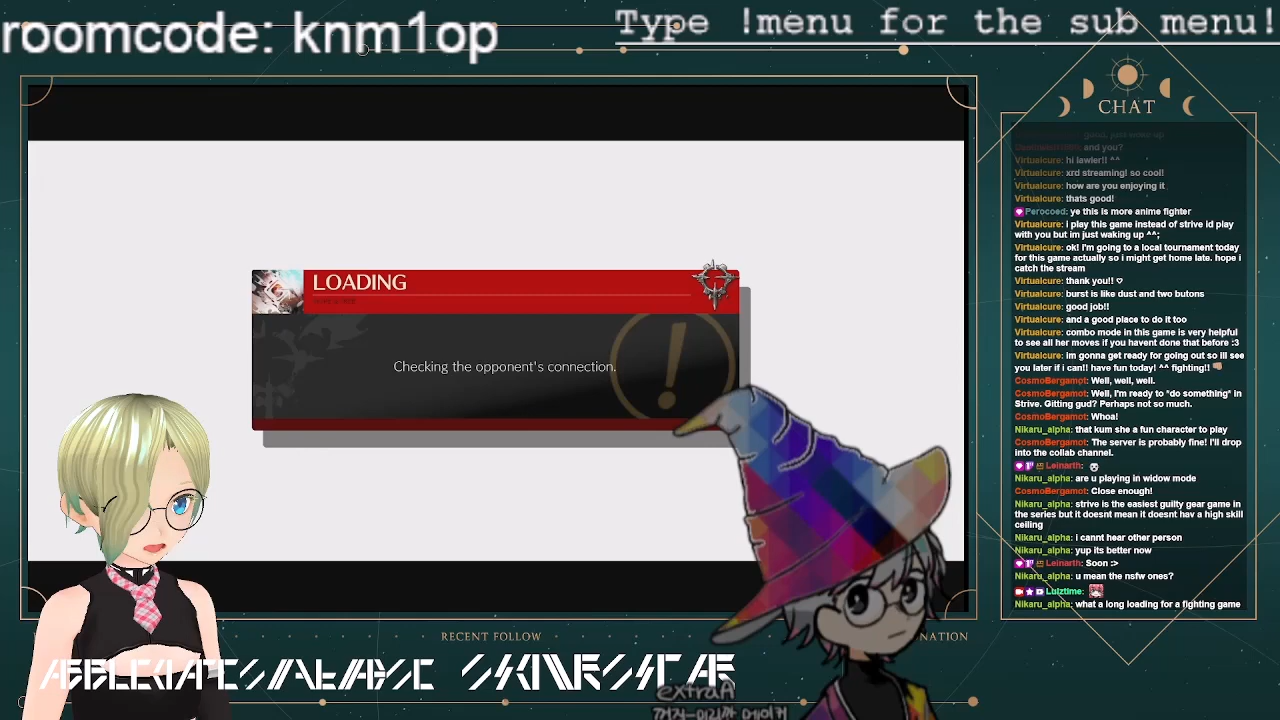 roomcode: knm1op
Type !menu for the sub menu!
CHAT
good, just woke up
and you?
Virtualcure: hi lawler!! ^^
Virtualcure: xrd streaming! so cool!
Virtualcure: how are you enjoying it
Virtualcure: thats good!
Perocoed: ye this is more anime fighter
Virtualcure: i play this game instead of strive id play
with you but im just waking up ^^;
Virtualcure: ok! I'm going to a local tournament today
for this game actually so i might get home late. hope i
catch the stream
Virtualcure: thank you!! ♡
Virtualcure: burst is like dust and two butons
Virtualcure: good job!!
Virtualcure: and a good place to do it too
Virtualcure: combo mode in this game is very helpful
to see all her moves if you havent done that before :3
Virtualcure: im gonna get ready for going out so ill see
you later if i can!! have fun today! ^^ fighting!!
CosmoBergamot: Well, well, well.
CosmoBergamot: Well, I'm ready to *do something* in
Strive. Gitting gud? Perhaps not so much.
CosmoBergamot: Whoa!
Nikaru_alpha: that kum she a fun character to play
CosmoBergamot: The server is probably fine! I'll drop
into the collab channel.
Leinarth:
Nikaru_alpha: are u playing in widow mode
CosmoBergamot: Close enough!
Nikaru_alpha: strive is the easiest guilty gear game in
the series but it doesnt mean it doesnt hav a high skill
ceiling
Nikaru_alpha: i cannt hear other person
Nikaru_alpha: yup its better now
Leinarth: Soon :>
Nikaru_alpha: u mean the nsfw ones?
Luiztime:
Nikaru_alpha: what a long loading for a fighting game
LOADING
Checking the opponent's connection.
RECENT FOLLOW
NATION
extraA